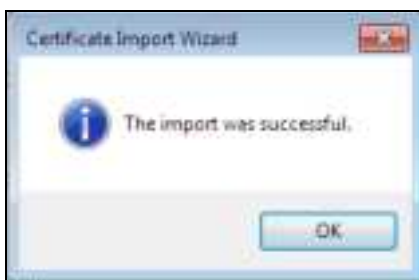 Certificate Import Wizard
The import was successful.
OK